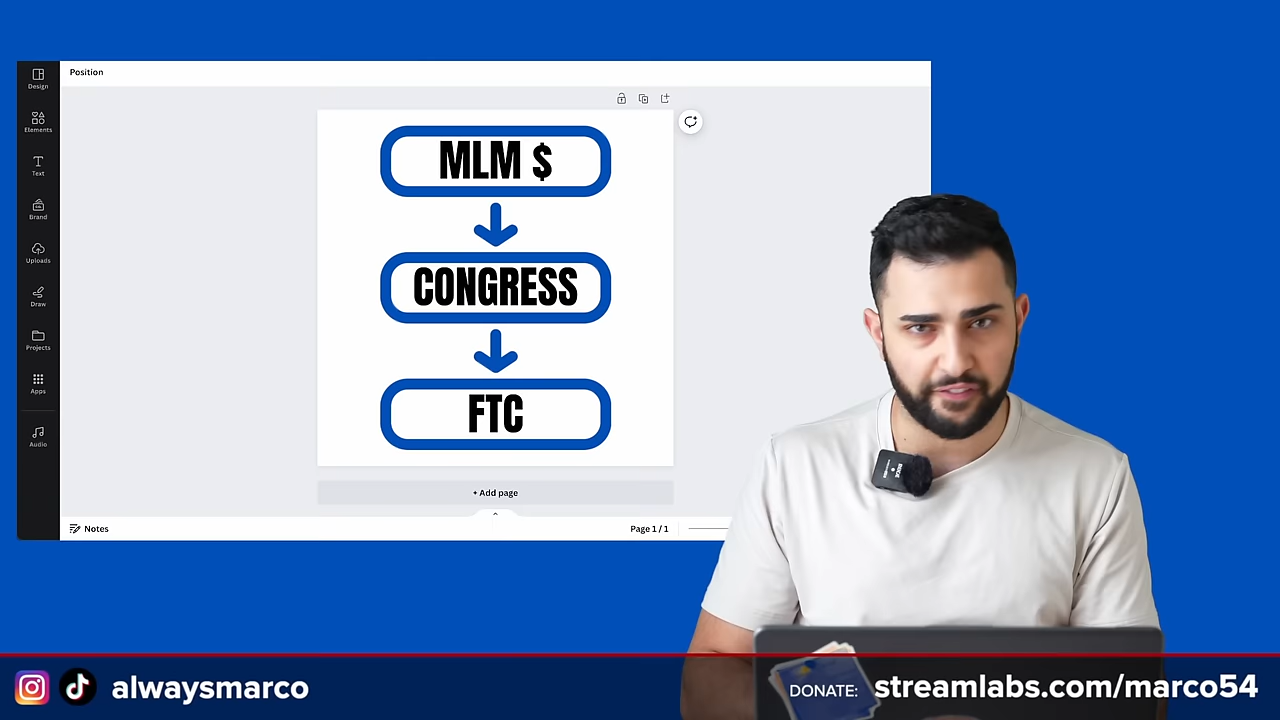 Position
Design
Elements
Text
Brand
Uploads
Draw
Projects
Apps
Audio
MLM $
CONGRESS
FTC
+ Add page
Notes
Page 1 / 1
alwaysmarco
DONATE: streamlabs.com/marco54